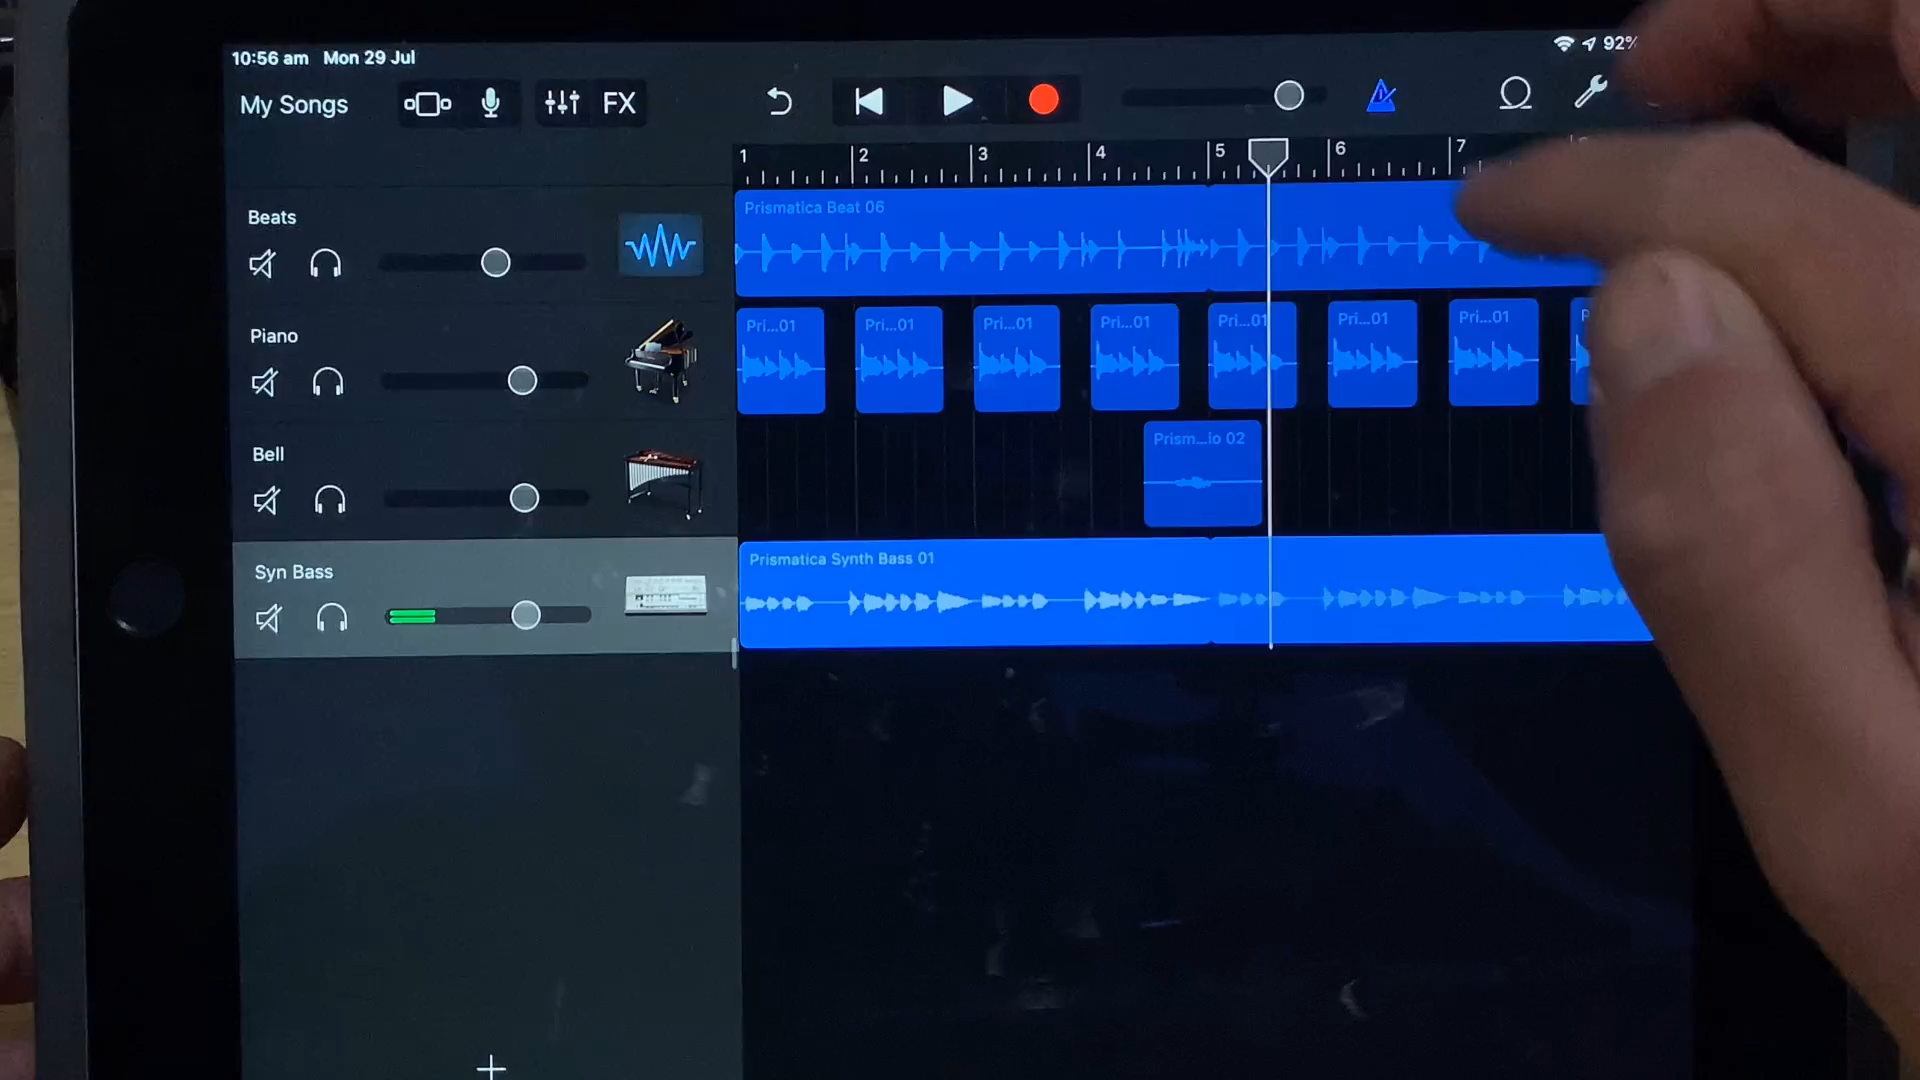 10:56 am Mon 29 Jul
92%
My Songs
FX
1 2 3 4 5 6 7
Beats
Prismatica Beat 06
Piano
Pri...01 Pri...01 Pri...01 Pri...01 Pri...01 Pri...01 Pri...01
Bell
Prism...io 02
Syn Bass
Prismatica Synth Bass 01